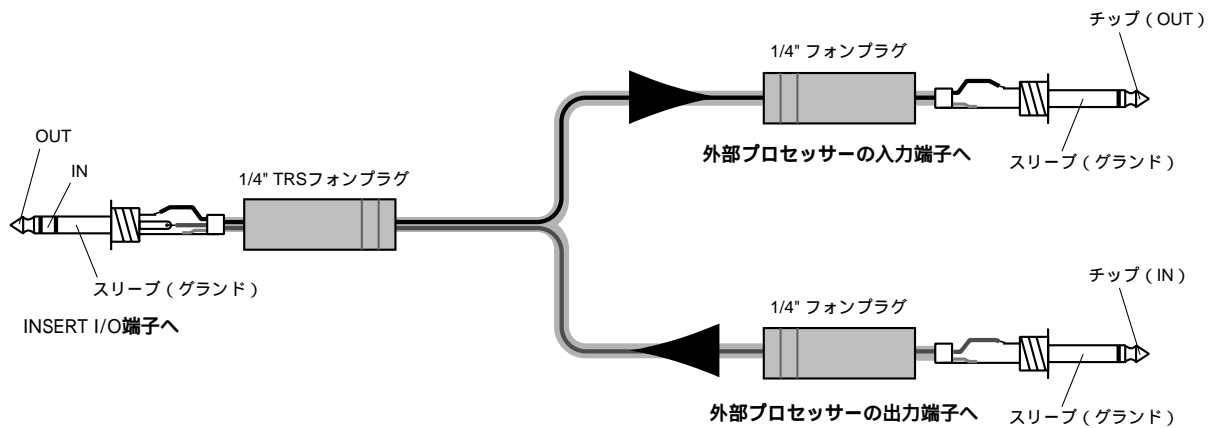 チップ（OUT）
1/4" フォンプラグ
外部プロセッサーの入力端子へ
スリーブ（グランド）
OUT
IN
1/4" TRSフォンプラグ
スリーブ（グランド）
INSERT I/O端子へ
チップ（IN）
1/4" フォンプラグ
外部プロセッサーの出力端子へ
スリーブ（グランド）